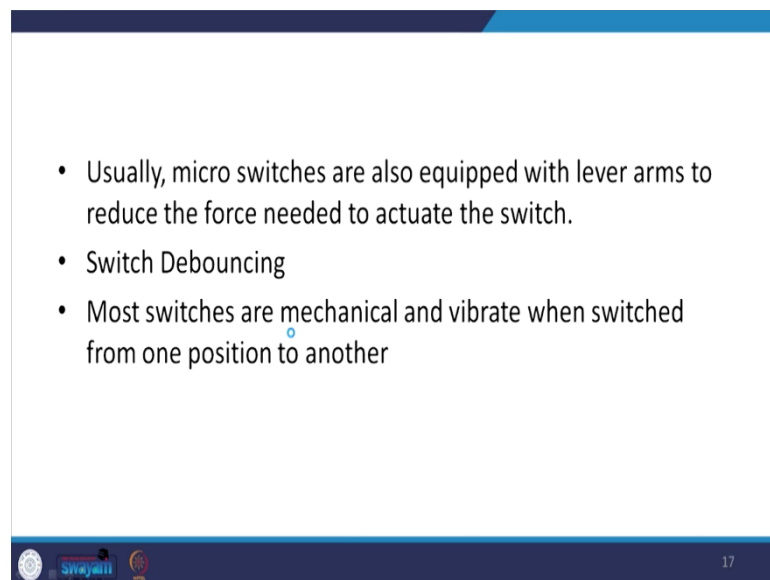 • Usually, micro switches are also equipped with lever arms to
reduce the force needed to actuate the switch.
• Switch Debouncing
• Most switches are mechanical and vibrate when switched
from one position to another
swayam
17